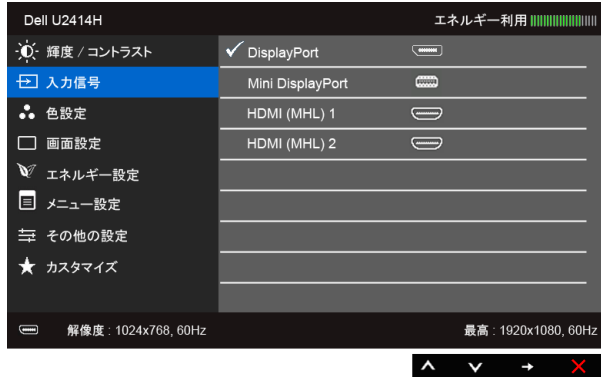 Dell U2414H
エネルギー利用
輝度 / コントラスト
DisplayPort
入力信号
Mini DisplayPort
色設定
HDMI (MHL) 1
画面設定
HDMI (MHL) 2
エネルギー設定
メニュー設定
その他の設定
カスタマイズ
解像度 : 1024x768, 60Hz
最高 : 1920x1080, 60Hz